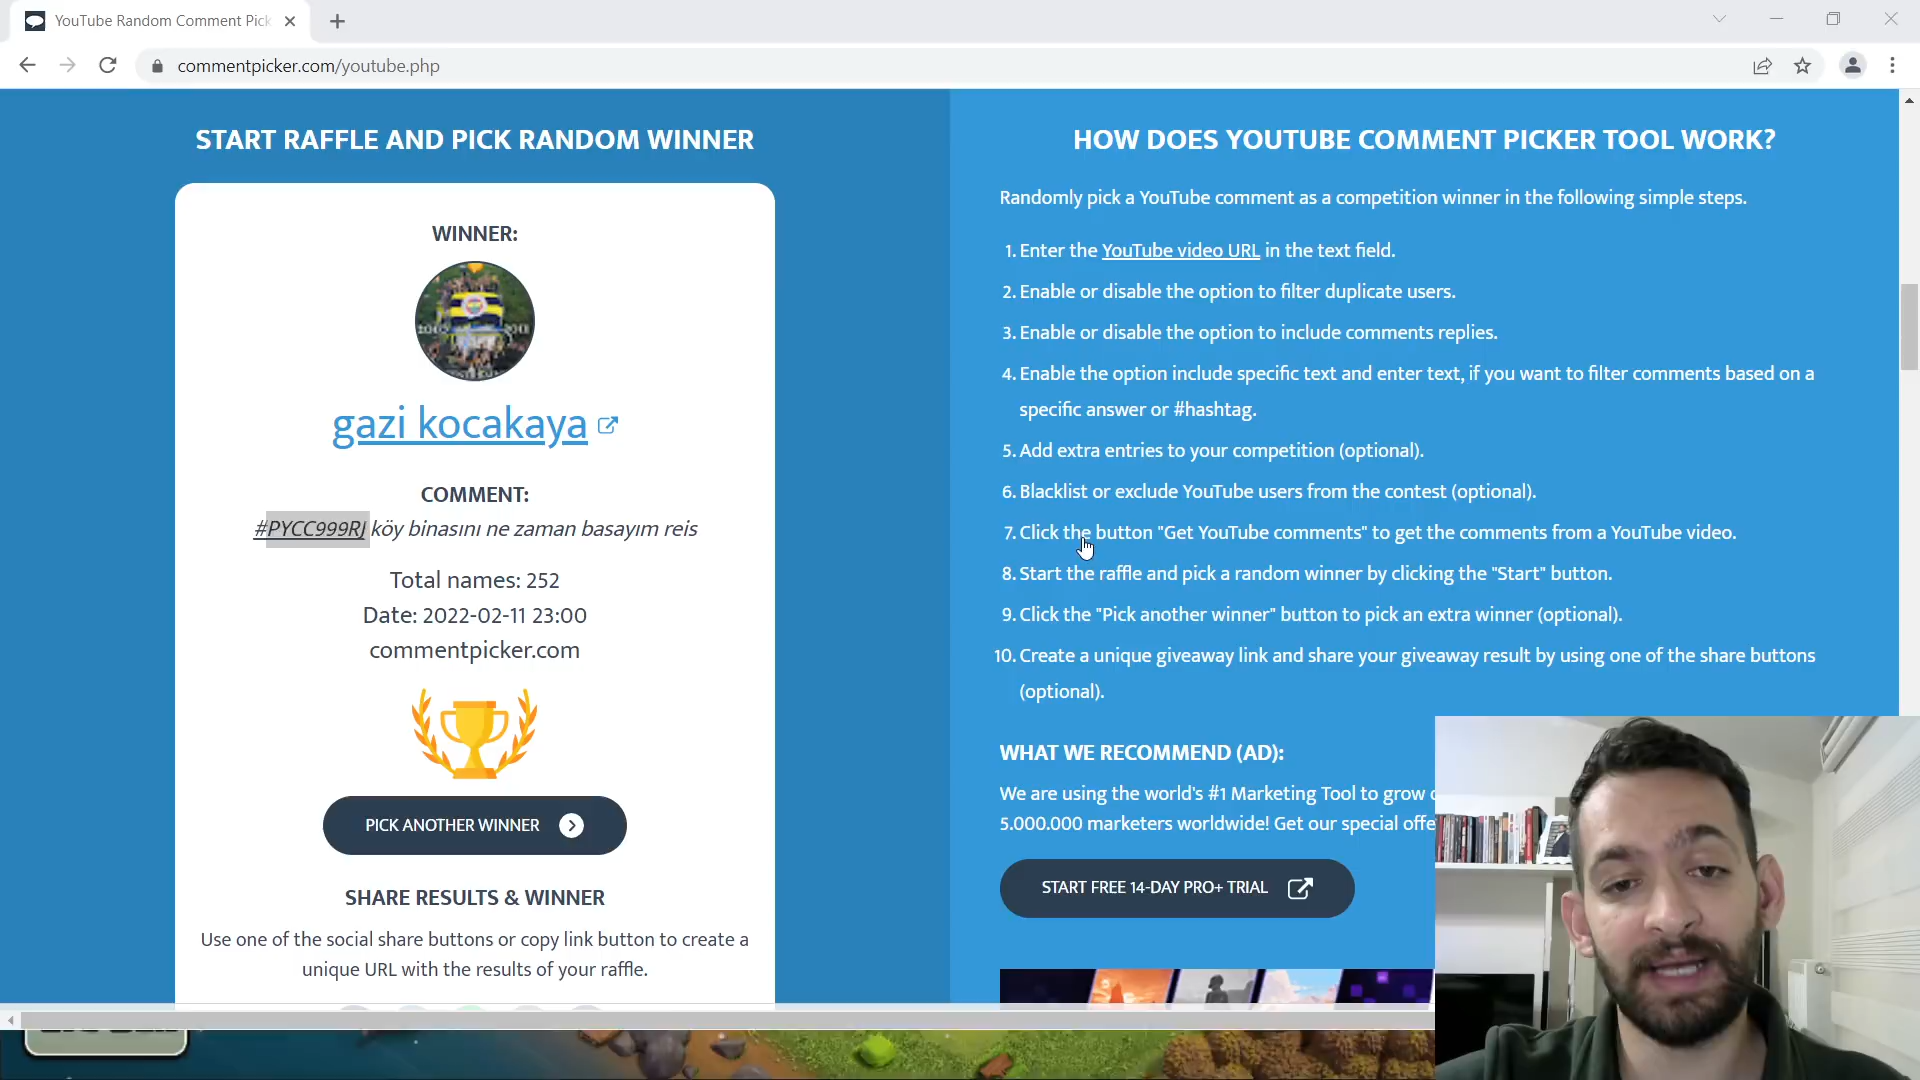 YouTube Random Comment Pick
commentpicker.com/youtube.php
START RAFFLE AND PICK RANDOM WINNER
WINNER:
gazi kocakaya
COMMENT:
#PYCC999RJ köy binasını ne zaman basayım reis
Total names: 252
Date: 2022-02-11 23:00
commentpicker.com
PICK ANOTHER WINNER
SHARE RESULTS & WINNER
Use one of the social share buttons or copy link button to create a
unique URL with the results of your raffle.
HOW DOES YOUTUBE COMMENT PICKER TOOL WORK?
Randomly pick a YouTube comment as a competition winner in the following simple steps.
1. Enter the YouTube video URL in the text field.
2. Enable or disable the option to filter duplicate users.
3. Enable or disable the option to include comments replies.
4. Enable the option include specific text and enter text, if you want to filter comments based on a
specific answer or #hashtag.
5. Add extra entries to your competition (optional).
6. Blacklist or exclude YouTube users from the contest (optional).
7. Click the button "Get YouTube comments" to get the comments from a YouTube video.
8. Start the raffle and pick a random winner by clicking the "Start" button.
9. Click the "Pick another winner" button to pick an extra winner (optional).
10. Create a unique giveaway link and share your giveaway result by using one of the share buttons
(optional).
WHAT WE RECOMMEND (AD):
We are using the world's #1 Marketing Tool to grow
5.000.000 marketers worldwide! Get our special
START FREE 14-DAY PRO+ TRIAL